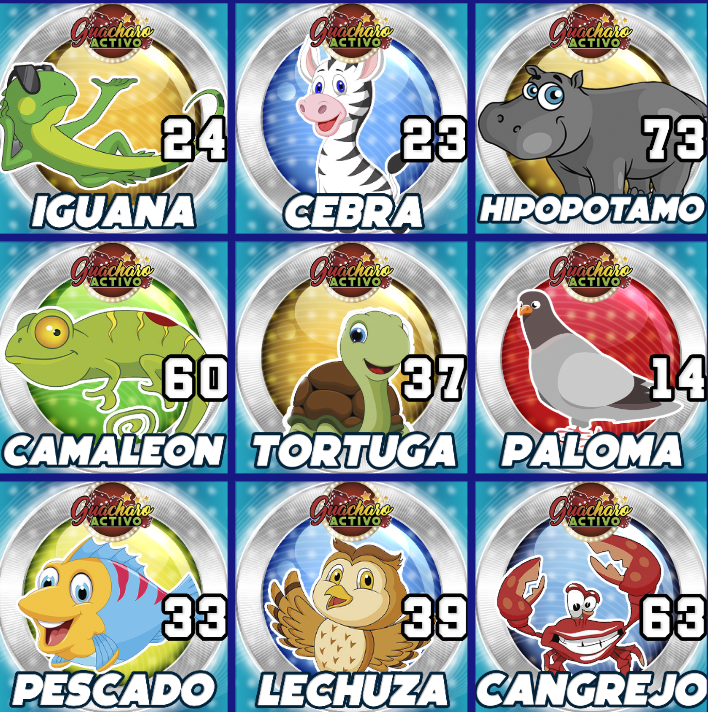 Guácharo
ACTIVO
24
IGUANA
Guácharo
ACTIVO
23
CEBRA
Guácharo
ACTIVO
73
HIPOPOTAMO
Guácharo
ACTIVO
60
CAMALEON
Guácharo
ACTIVO
37
TORTUGA
Guácharo
ACTIVO
14
PALOMA
Guácharo
ACTIVO
33
PESCADO
Guácharo
ACTIVO
39
LECHUZA
Guácharo
ACTIVO
63
CANGREJO